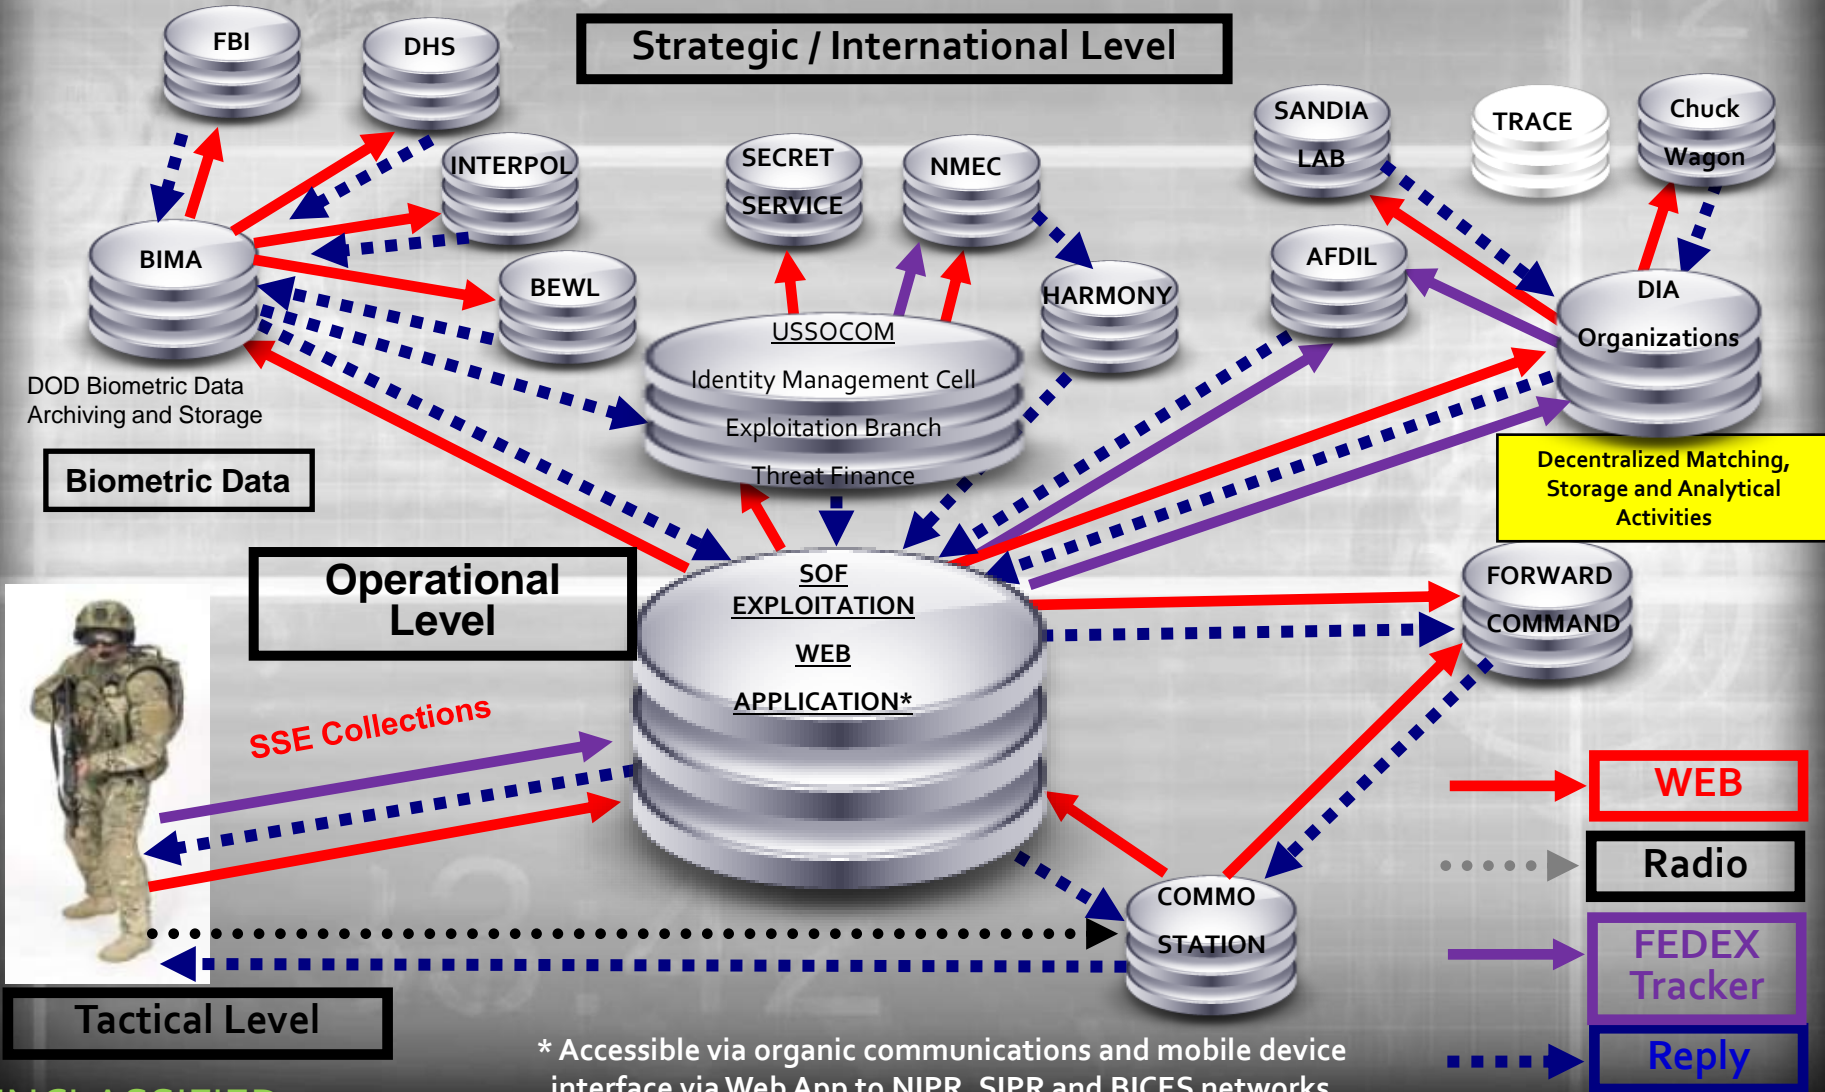 Strategic / International Level
FBI
DHS
INTERPOL
BIMA
BEWL
SECRET
SERVICE
NMEC
HARMONY
SANDIA
LAB
TRACE
Chuck
Wagon
AFDIL
DIA
Organizations
USSOCOM
Identity Management Cell
Exploitation Branch
Threat Finance
DOD Biometric Data
Archiving and Storage
Biometric Data
Decentralized Matching,
Storage and Analytical
Activities
Operational
Level
SOF
EXPLOITATION
WEB
APPLICATION*
FORWARD
COMMAND
SSE Collections
COMMO
STATION
WEB
Radio
FEDEX
Tracker
Reply
Tactical Level
* Accessible via organic communications and mobile device
interface via Web App to NIPR, SIPR and BICES networks
UNCLASSIFIED